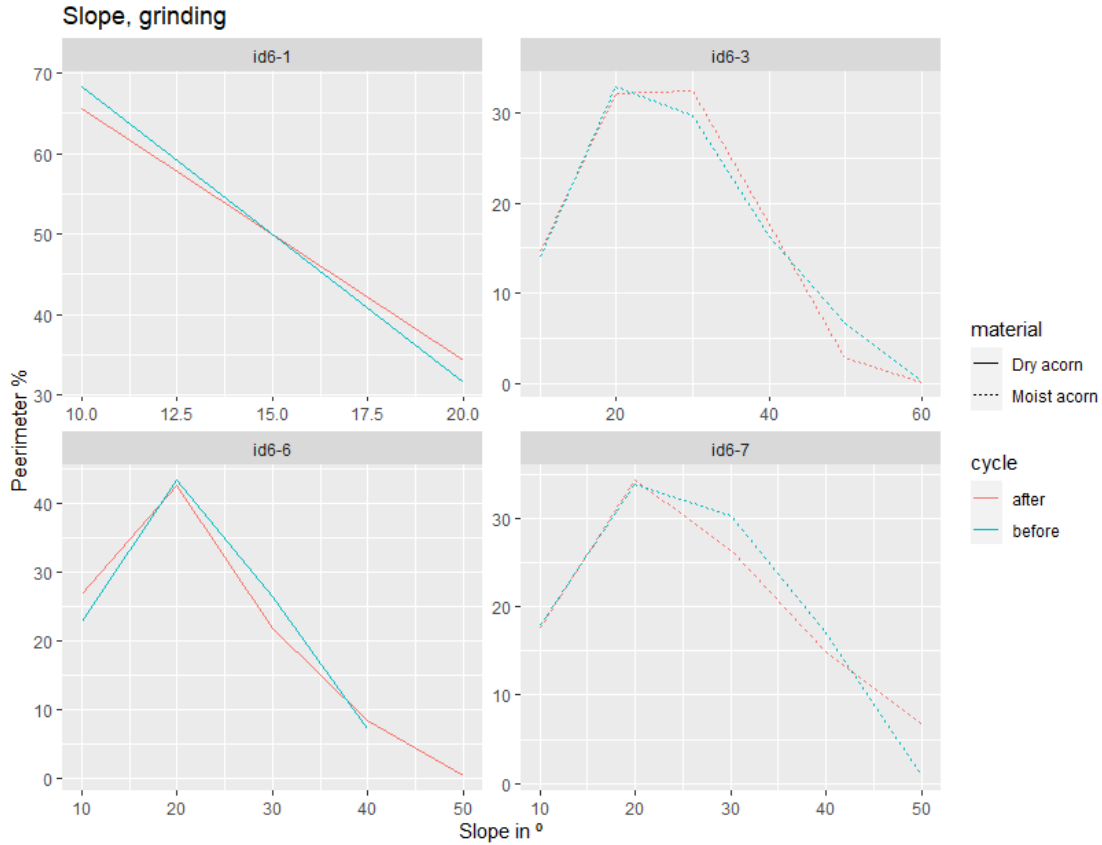 Slope, grinding
id6-1
id6-3
70
60
50
40
30
10.0 12.5 15.0 17.5 20.0
30
20
10
0
20 40 60
Peerimeter %
id6-6
id6-7
40
30
20
10
0
10 20 30 40 50
30
20
10
0
10 20 30 40 50
Slope in º
material
Dry acorn
Moist acorn
cycle
after
before